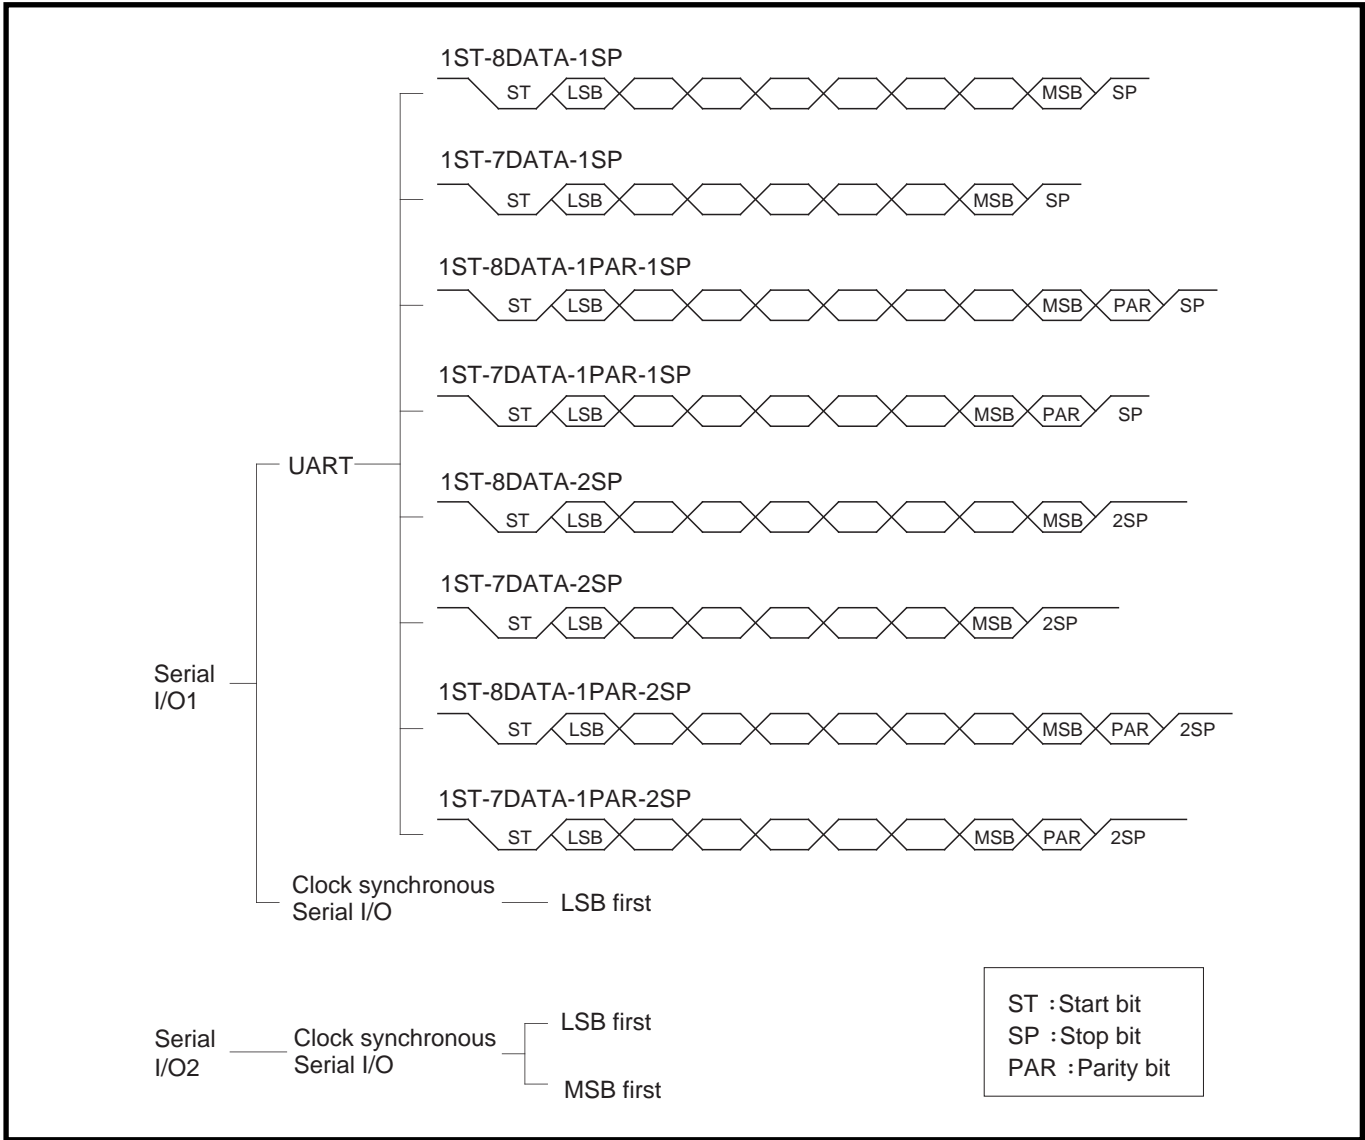 1ST-8DATA-1SP
ST LSB MSB SP
1ST-7DATA-1SP
ST LSB MSB SP
1ST-8DATA-1PAR-1SP
ST LSB MSB PAR SP
1ST-7DATA-1PAR-1SP
ST LSB MSB PAR SP
UART
1ST-8DATA-2SP
ST LSB MSB 2SP
1ST-7DATA-2SP
ST LSB MSB 2SP
Serial
I/O1
1ST-8DATA-1PAR-2SP
ST LSB MSB PAR 2SP
1ST-7DATA-1PAR-2SP
ST LSB MSB PAR 2SP
Clock synchronous
Serial I/O
LSB first
Serial
I/O2
Clock synchronous
Serial I/O
LSB first
MSB first
ST : Start bit
SP : Stop bit
PAR : Parity bit